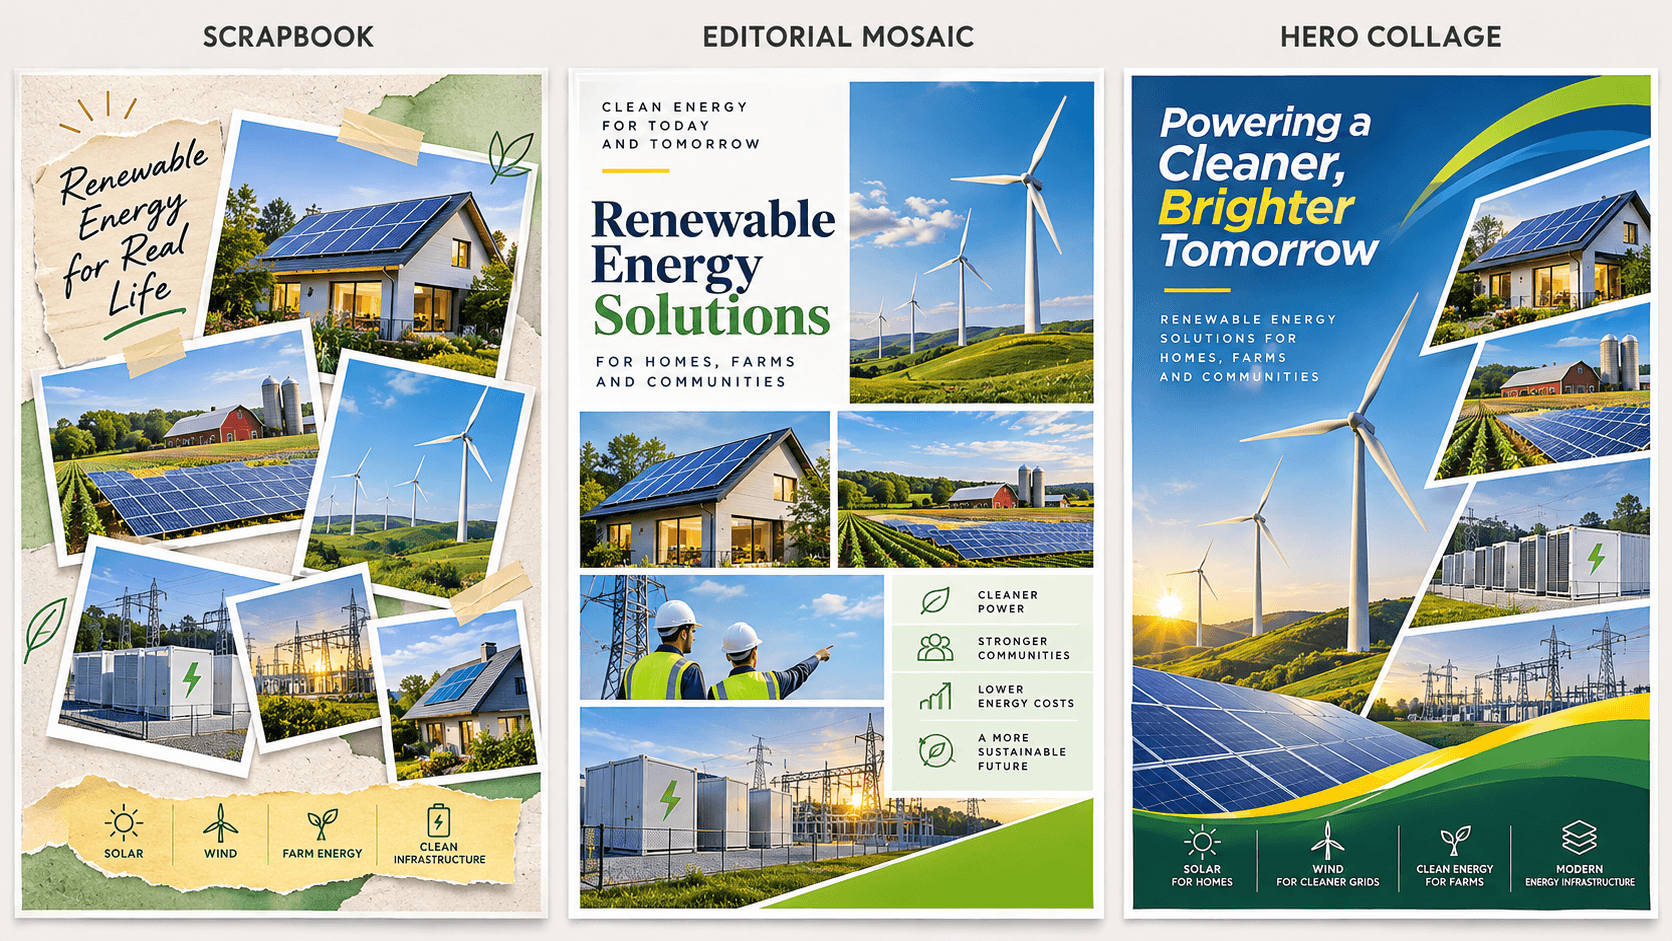 SCRAPBOOK
Renewable
Energy
for Real
Life
SOLAR
WIND
FARM ENERGY
CLEAN
INFRASTRUCTURE
EDITORIAL MOSAIC
CLEAN ENERGY
FOR TODAY
AND TOMORROW
Renewable
Energy
Solutions
FOR HOMES, FARMS
AND COMMUNITIES
CLEANER
POWER
STRONGER
COMMUNITIES
LOWER
ENERGY COSTS
A MORE
SUSTAINABLE
FUTURE
HERO COLLAGE
Powering a
Cleaner,
Brighter
Tomorrow
RENEWABLE ENERGY
SOLUTIONS FOR
HOMES, FARMS
AND COMMUNITIES
SOLAR
FOR HOMES
WIND
FOR CLEANER GRIDS
CLEAN ENERGY
FOR FARMS
MODERN
ENERGY INFRASTRUCTURE